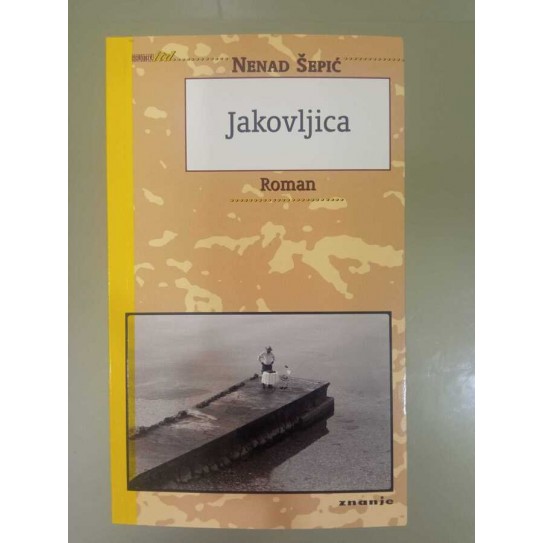 NENAD ŠEPIĆ
Jakovljica
Roman
znanje